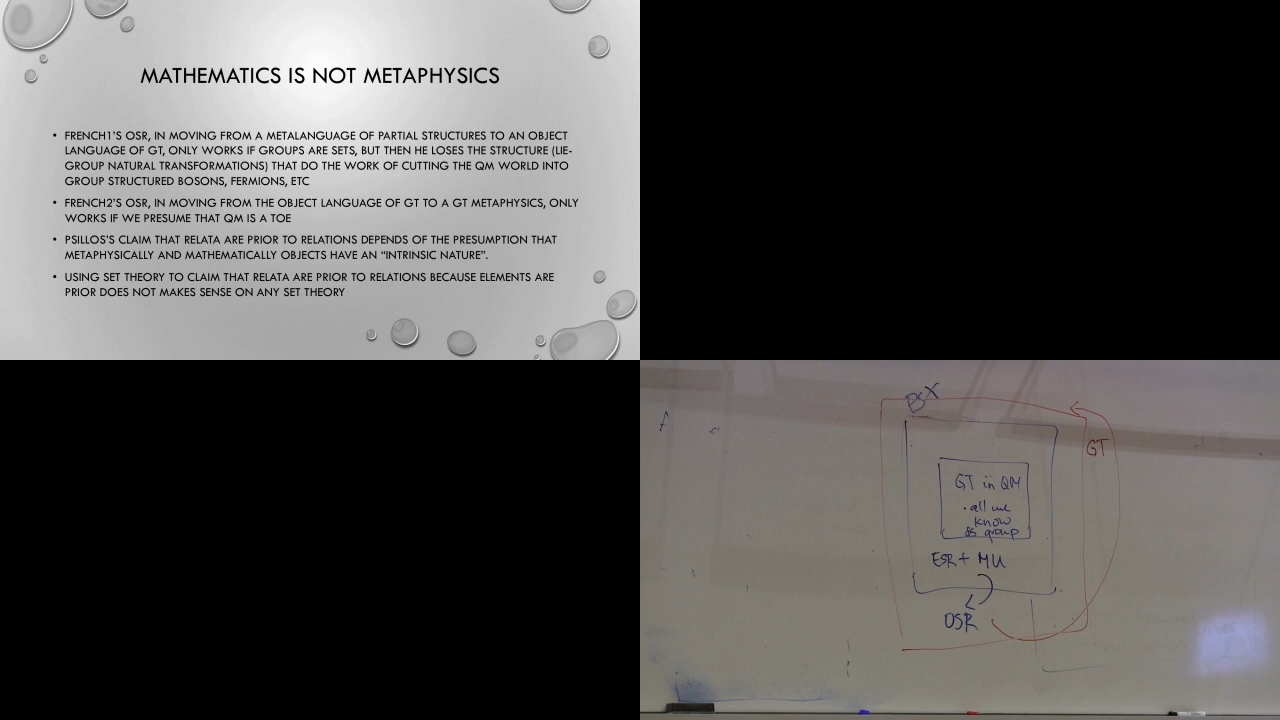 MATHEMATICS IS NOT METAPHYSICS
• FRENCH1'S OSR, IN MOVING FROM A METALANGUAGE OF PARTIAL STRUCTURES TO AN OBJECT
LANGUAGE OF GT, ONLY WORKS IF GROUPS ARE SETS, BUT THEN HE LOSES THE STRUCTURE (LIE-
GROUP NATURAL TRANSFORMATIONS) THAT DO THE WORK OF CUTTING THE QM WORLD INTO
GROUP STRUCTURED BOSONS, FERMIONS, ETC
• FRENCH2'S OSR, IN MOVING FROM THE OBJECT LANGUAGE OF GT TO A GT METAPHYSICS, ONLY
WORKS IF WE PRESUME THAT QM IS A TOE
• PSILLOS'S CLAIM THAT RELATA ARE PRIOR TO RELATIONS DEPENDS OF THE PRESUMPTION THAT
METAPHYSICALLY AND MATHEMATICALLY OBJECTS HAVE AN "INTRINSIC NATURE".
• USING SET THEORY TO CLAIM THAT RELATA ARE PRIOR TO RELATIONS BECAUSE ELEMENTS ARE
PRIOR DOES NOT MAKES SENSE ON ANY SET THEORY
GT
GT in QM
• all we
know
as group
ESR + MU
OSR